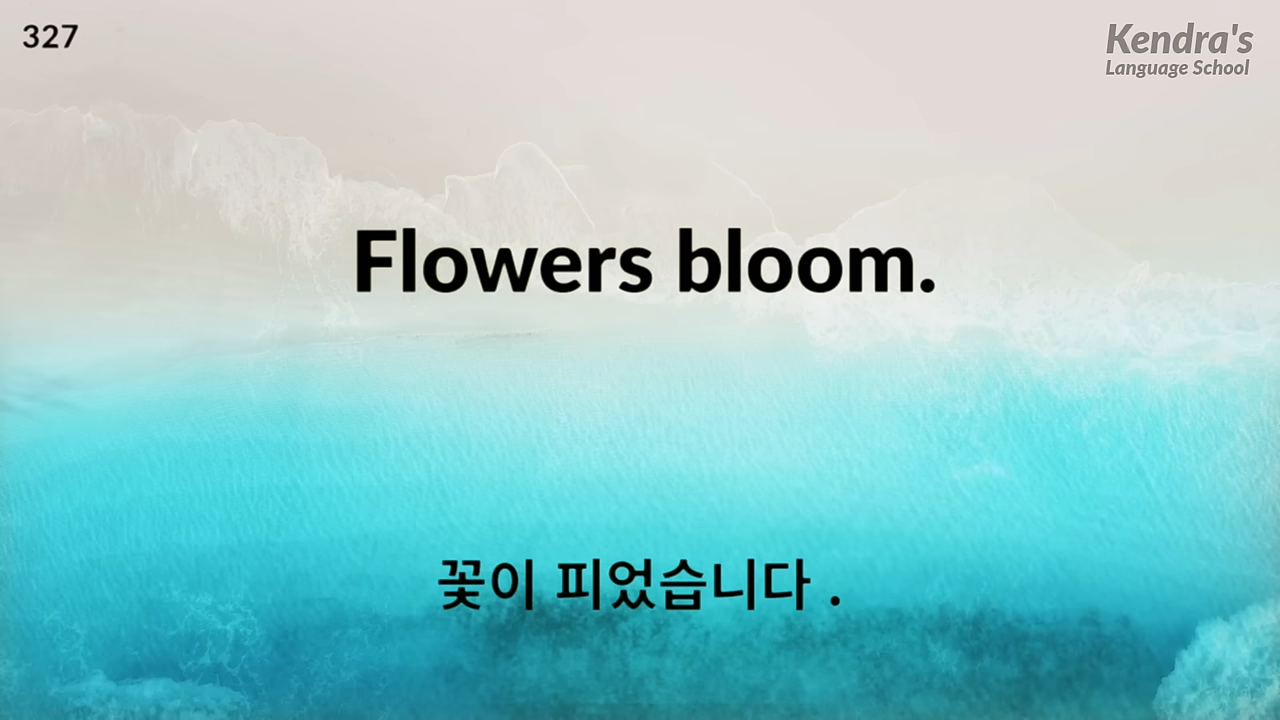 327
Kendra's
Language School
Flowers bloom.
꽃이 피었습니다 .